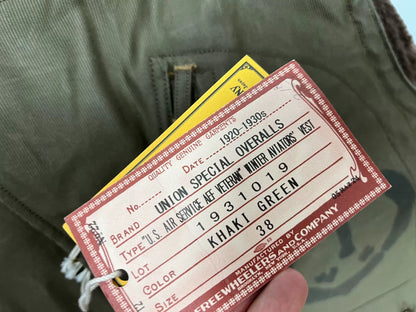 QUALITY GENUINE GARMENTS
No. DATE 1920-1930s
BRAND UNION SPECIAL OVERALLS
TYPE "U.S. AIR SERVICE AEF VETERAN" WINTER AVIATORS' VEST
LOT 1931019
COLOR KHAKI GREEN
SIZE 38
MANUFACTURED BY
FREEWHEELERS AND COMPANY